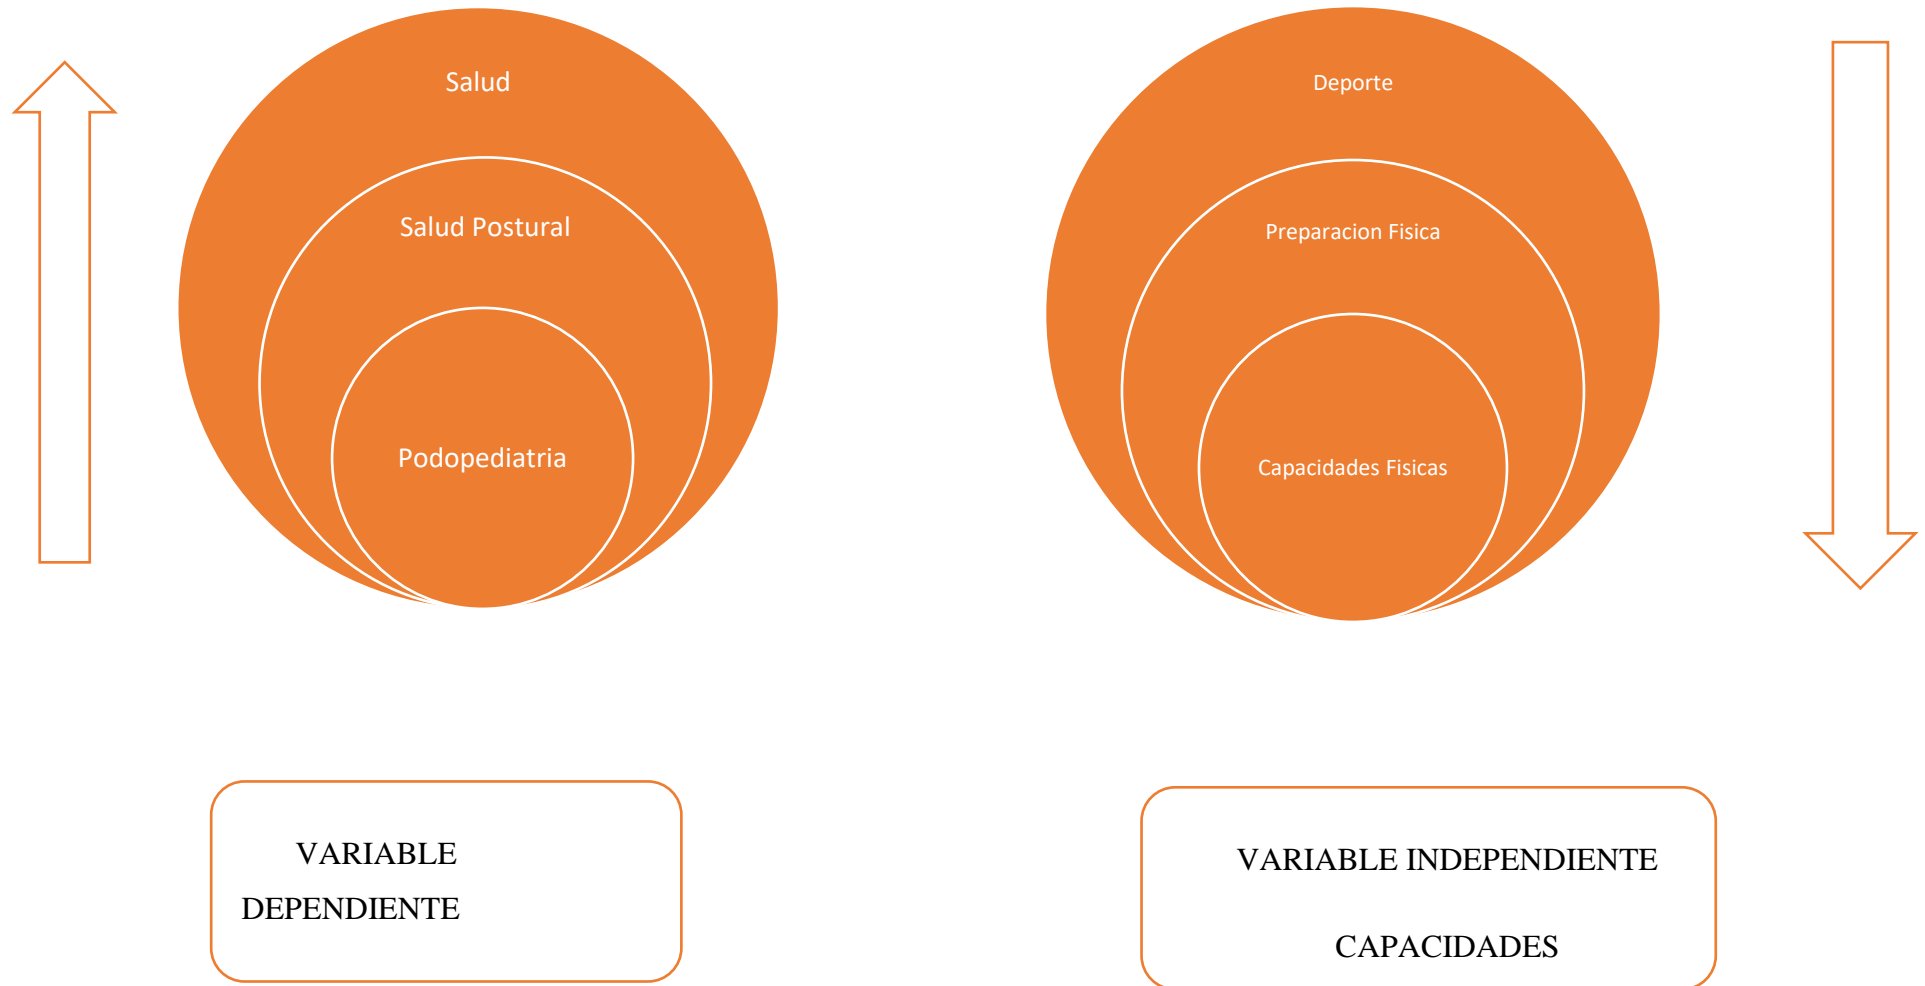 Salud
Salud Postural
Podopediatria
Deporte
Preparacion Fisica
Capacidades Fisicas
VARIABLE
DEPENDIENTE
VARIABLE INDEPENDIENTE
CAPACIDADES